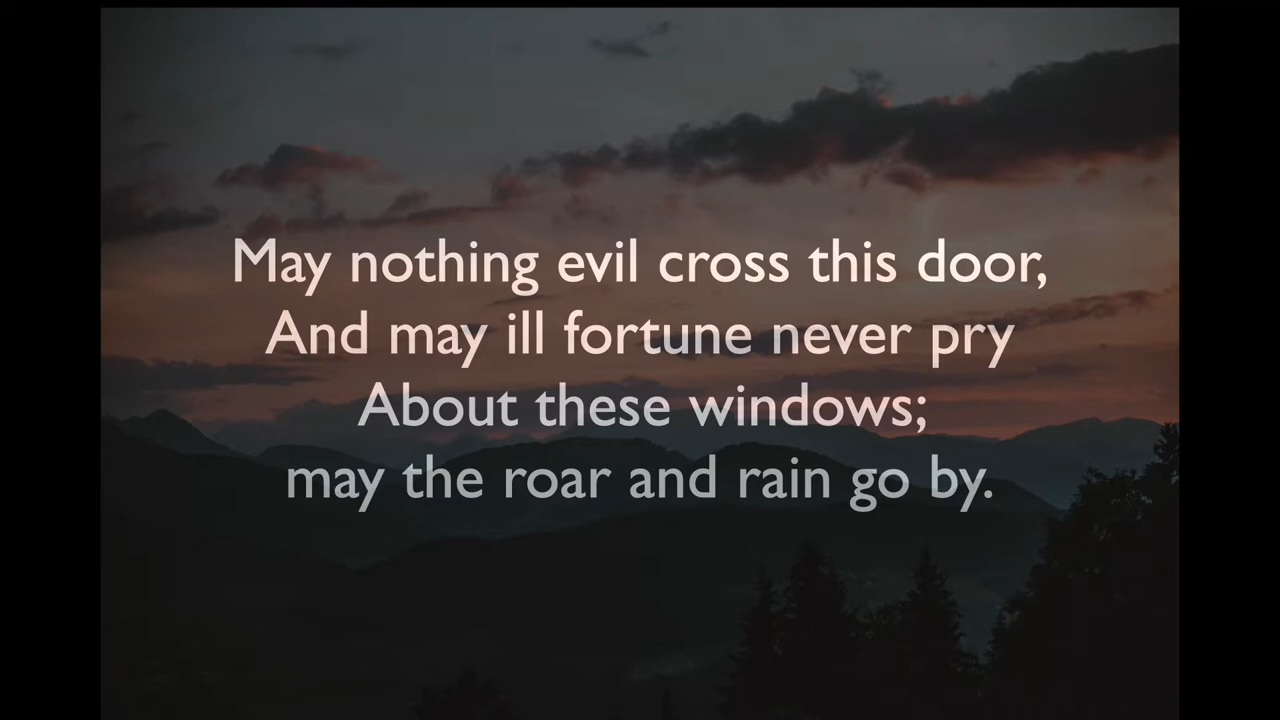 May nothing evil cross this door,
And may ill fortune never pry
About these windows;
may the roar and rain go by.